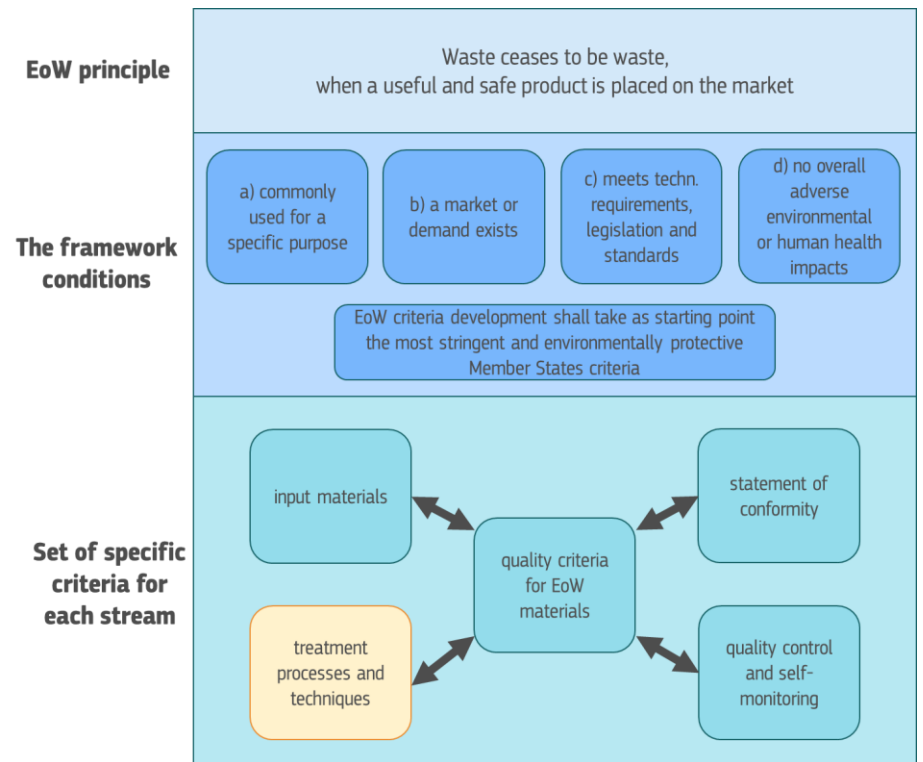 EoW principle
Waste ceases to be waste,
when a useful and safe product is placed on the market
The framework
conditions
a) commonly
used for a
specific purpose
b) a market or
demand exists
c) meets techn.
requirements,
legislation and
standards
d) no overall
adverse
environmental
or human health
impacts
EoW criteria development shall take as starting point
the most stringent and environmentally protective
Member States criteria
Set of specific
criteria for
each stream
input materials
statement of
conformity
quality criteria
for EoW
materials
treatment
processes and
techniques
quality control
and self-
monitoring